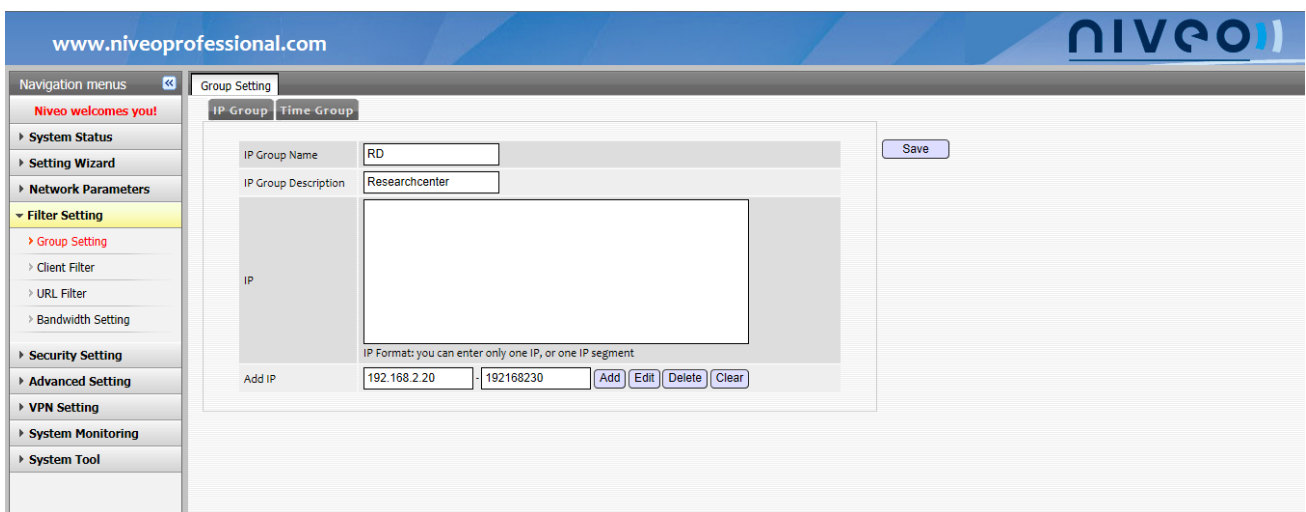 www.niveoprofessional.com
niveo
Navigation menus
Niveo welcomes you!
System Status
Setting Wizard
Network Parameters
Filter Setting
Group Setting
Client Filter
URL Filter
Bandwidth Setting
Security Setting
Advanced Setting
VPN Setting
System Monitoring
System Tool
Group Setting
IP Group Time Group
IP Group Name RD
IP Group Description Researchcenter
IP
IP Format: you can enter only one IP, or one IP segment
Add IP 192.168.2.20 - 192168230 Add Edit Delete Clear
Save